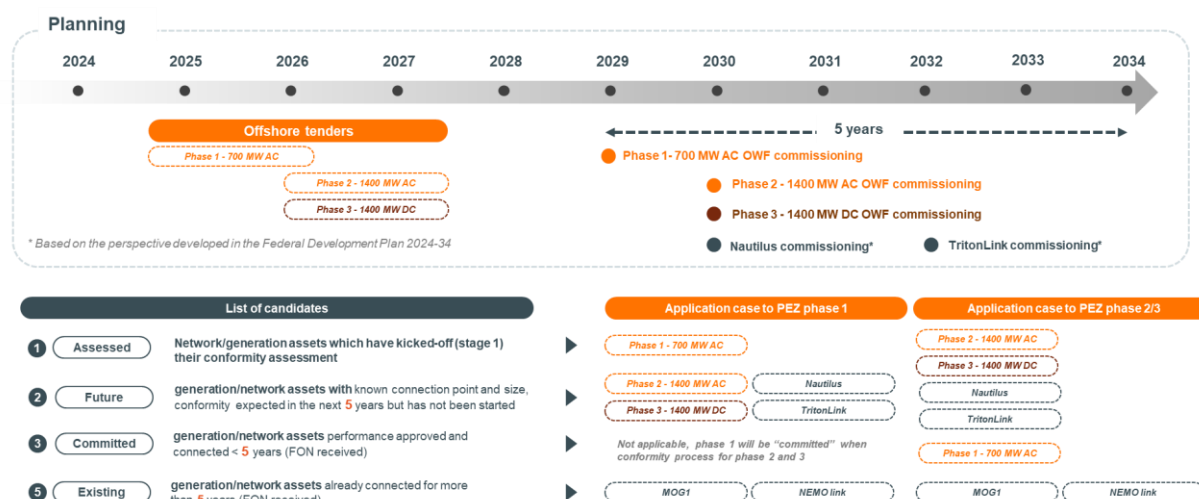 Planning
2024 2025 2026 2027 2028 2029 2030 2031 2032 2033 2034
Offshore tenders
Phase 1 - 700 MW AC
Phase 2 - 1400 MW AC
Phase 3 - 1400 MW DC
* Based on the perspective developed in the Federal Development Plan 2024-34
5 years
Phase 1- 700 MW AC OWF commissioning
Phase 2 - 1400 MW AC OWF commissioning
Phase 3 - 1400 MW DC OWF commissioning
Nautilus commissioning*
TritonLink commissioning*
List of candidates
Application case to PEZ phase 1
Application case to PEZ phase 2/3
1 Assessed
Network/generation assets which have kicked-off (stage 1)
their conformity assessment
Phase 1 - 700 MW AC
Phase 2 - 1400 MW AC
Phase 3 - 1400 MW DC
2 Future
generation/network assets with known connection point and size,
conformity expected in the next 5 years but has not been started
Phase 2 - 1400 MW AC
Nautilus
Phase 3 - 1400 MW DC
TritonLink
Nautilus
TritonLink
3 Committed
generation/network assets performance approved and
connected < 5 years (FON received)
Not applicable, phase 1 will be "committed" when
conformity process for phase 2 and 3
Phase 1 - 700 MW AC
5 Existing
generation/network assets already connected for more
than 5 years (FON received)
MOG1
NEMO link
MOG1
NEMO link